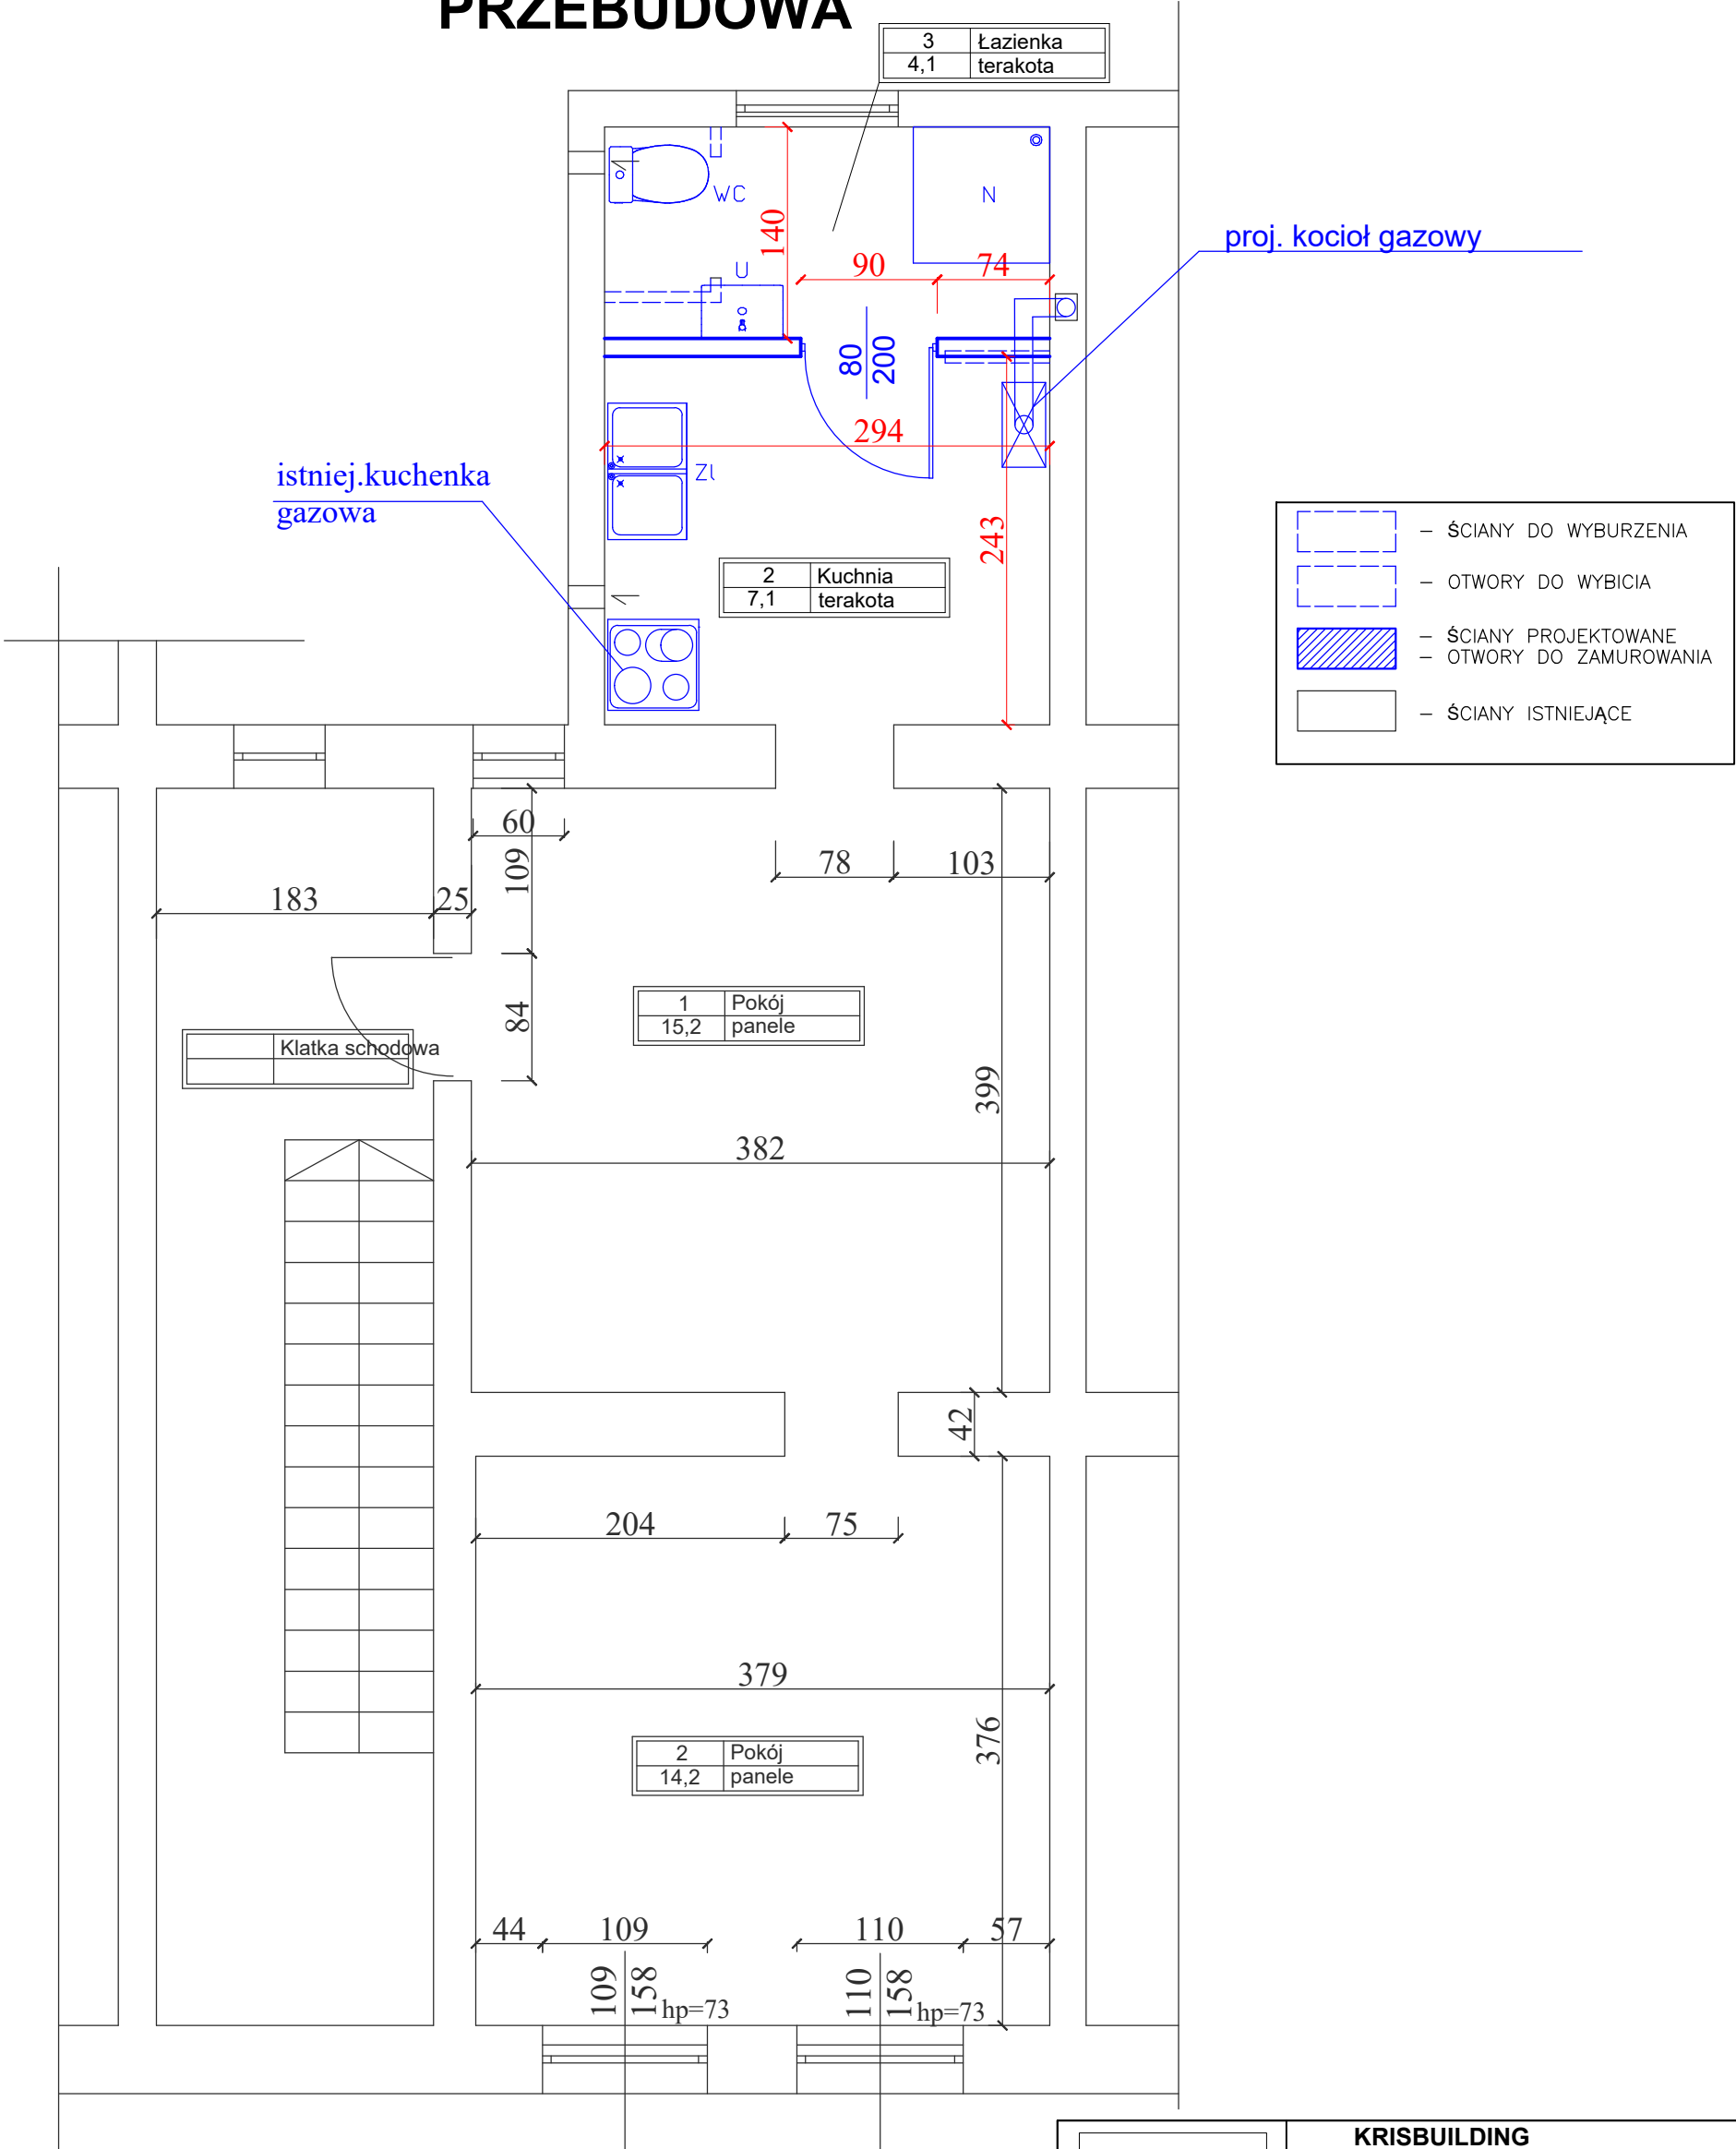 PRZEBUDOWA
3 Łazienka
4,1 terakota
WC
N
140
proj. kocioł gazowy
U
90
74
80
200
294
istniej.kuchenka
gazowa
Zl
243
2 Kuchnia
7,1 terakota
– ŚCIANY DO WYBURZENIA
– OTWORY DO WYBICIA
– ŚCIANY PROJEKTOWANE
– OTWORY DO ZAMUROWANIA
– ŚCIANY ISTNIEJĄCE
60
109
78
103
183
25
84
1 Pokój
15,2 panele
Klatka schodowa
399
382
42
204
75
379
376
2 Pokój
14,2 panele
44
109
110
57
109
158
hp=73
110
158
hp=73
KRISBUILDING